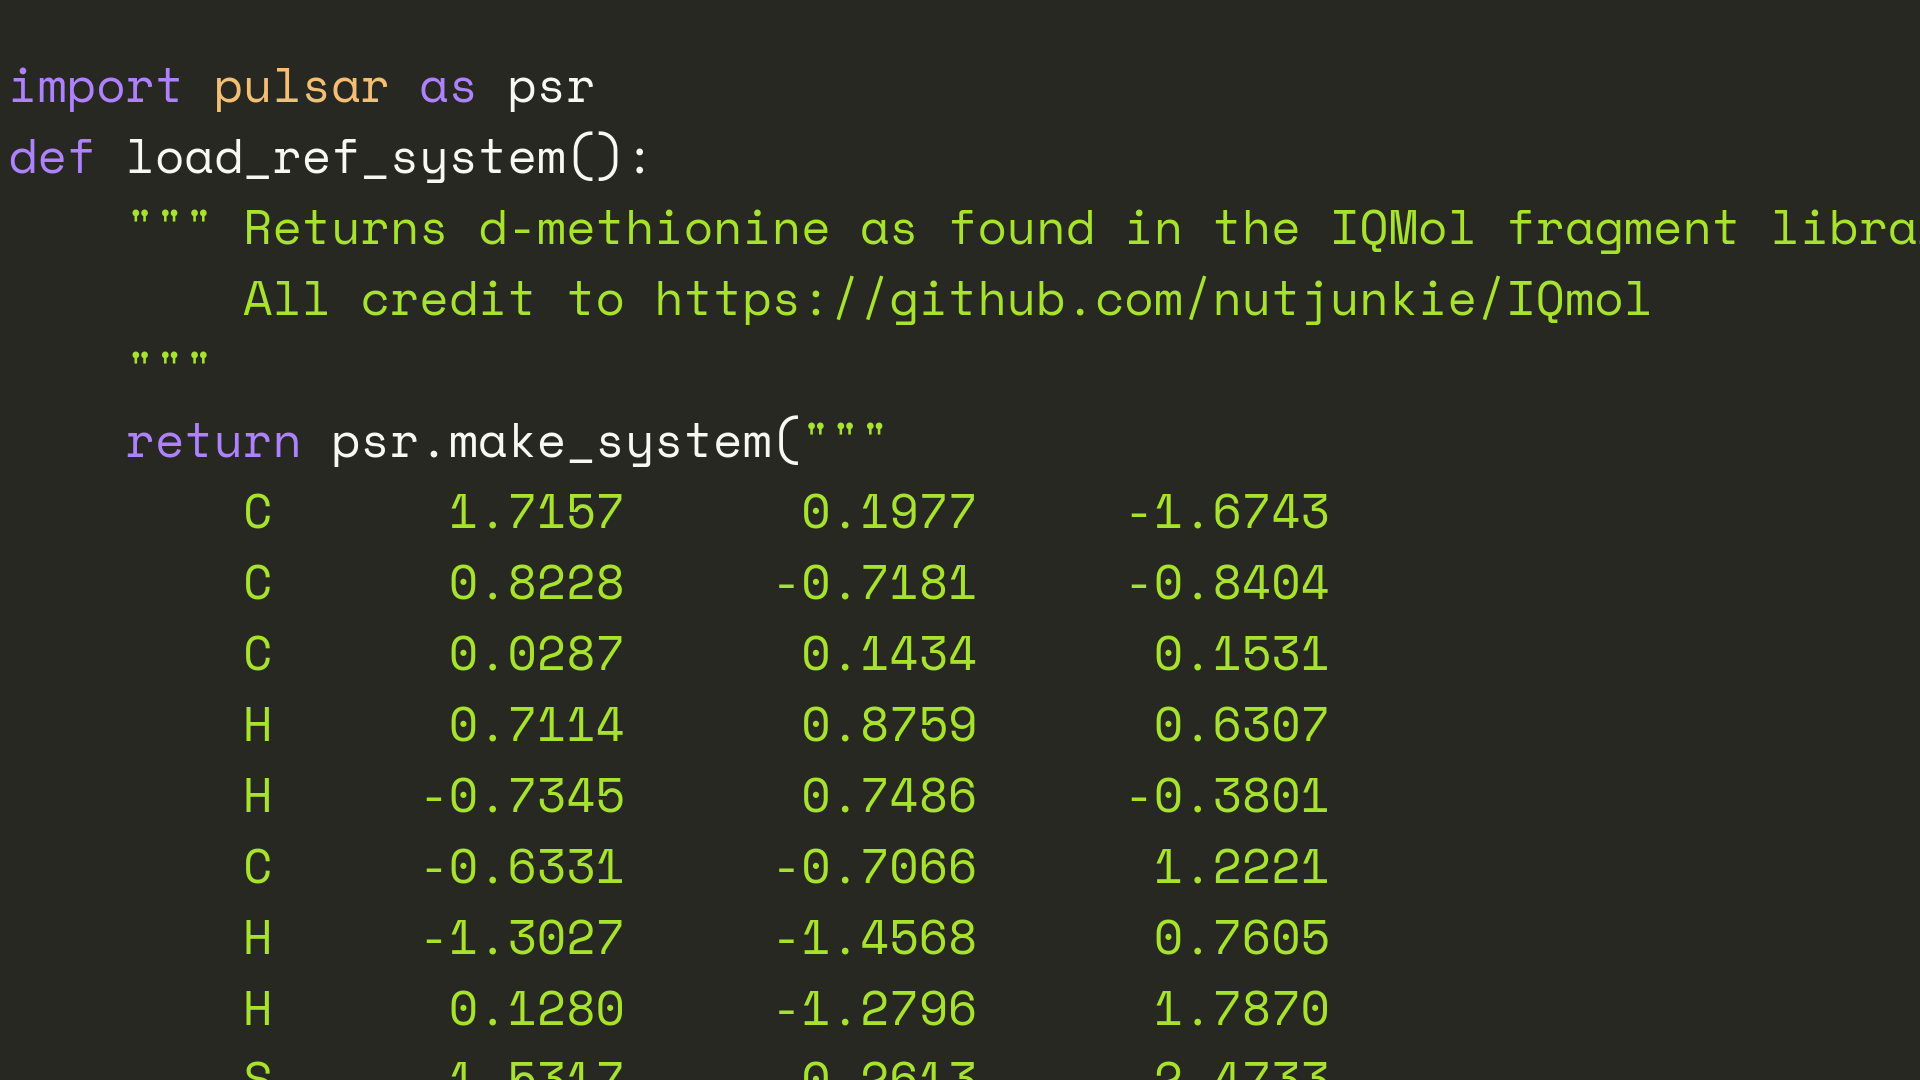 import pulsar as psr
def load_ref_system():
    """ Returns d-methionine as found in the IQMol fragment
        All credit to https://github.com/nutjunkie/IQmol
    """
    return psr.make_system("""
        C      1.7157      0.1977     -1.6743
        C      0.8228     -0.7181     -0.8404
        C      0.0287      0.1434      0.1531
        H      0.7114      0.8759      0.6307
        H     -0.7345      0.7486     -0.3801
        C     -0.6331     -0.7066      1.2221
        H     -1.3027     -1.4568      0.7605
        H      0.1280     -1.2796      1.7870